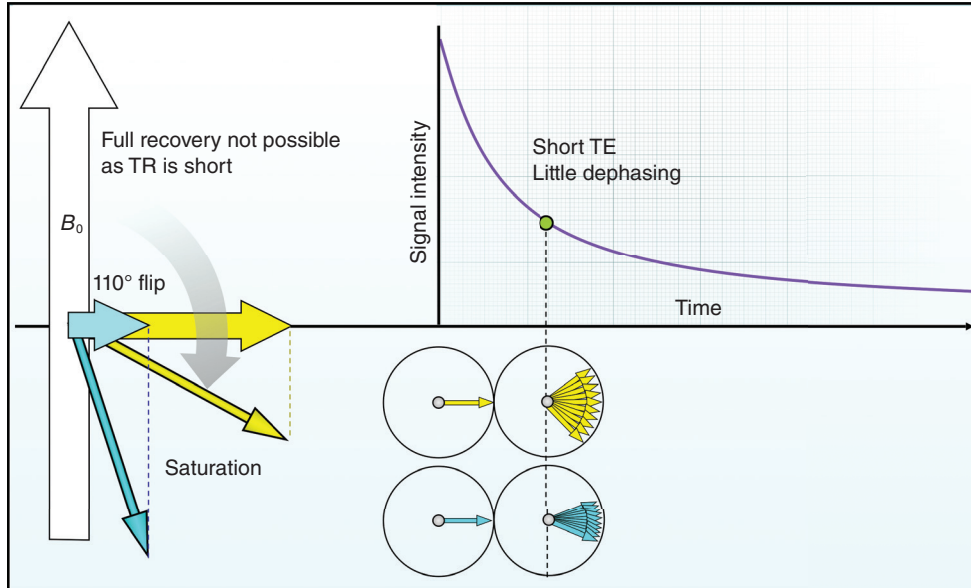 Full recovery not possible
as TR is short
B₀
110° flip
Saturation
Signal intensity
Short TE
Little dephasing
Time